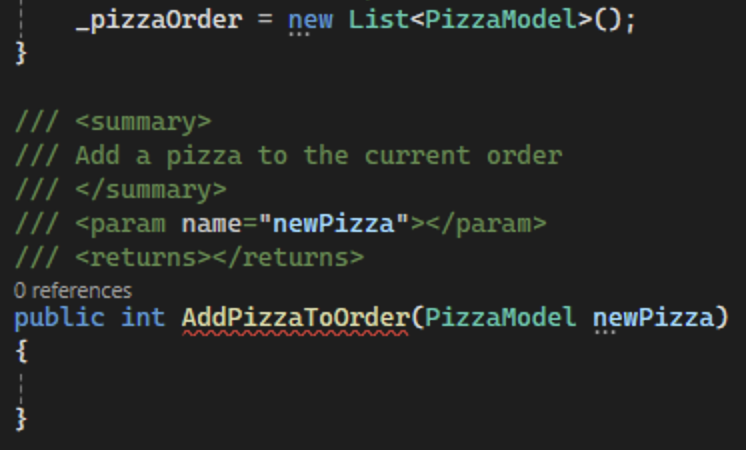 _pizzaOrder = new List<PizzaModel>();
}
/// <summary>
/// Add a pizza to the current order
/// </summary>
/// <param name="newPizza"></param>
/// <returns></returns>
0 references
public int AddPizzaToOrder(PizzaModel newPizza)
{
}